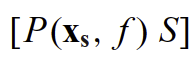 [P(𝐱ₛ, f) S]